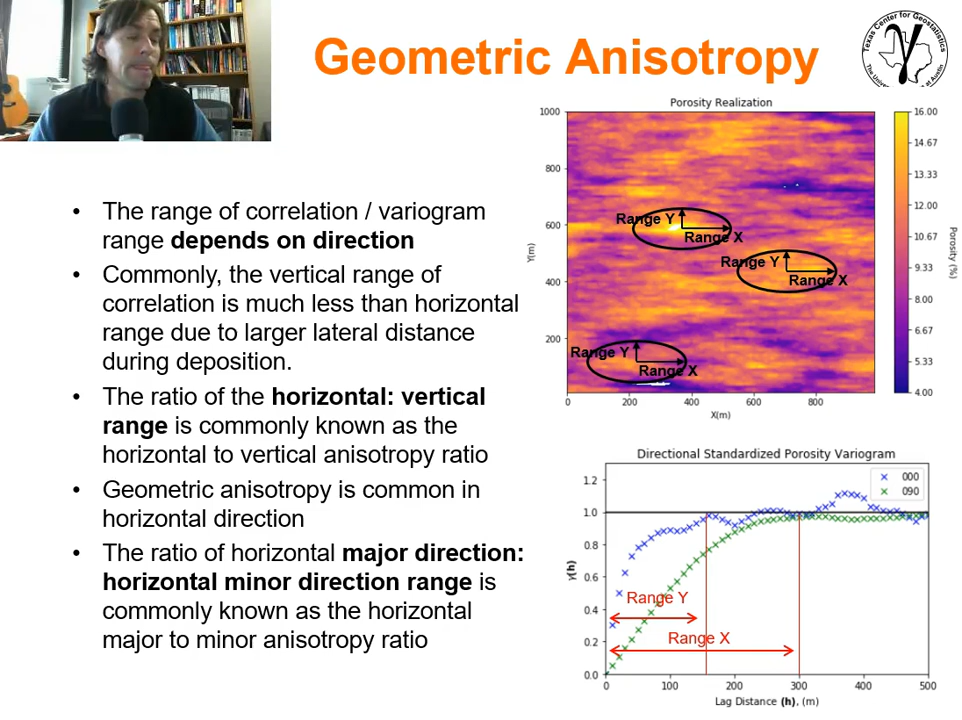 Geometric Anisotropy
Texas Center for Geostatistics
• The range of correlation / variogram
range depends on direction
• Commonly, the vertical range of
correlation is much less than horizontal
range due to larger lateral distance
during deposition.
• The ratio of the horizontal: vertical
range is commonly known as the
horizontal to vertical anisotropy ratio
• Geometric anisotropy is common in
horizontal direction
• The ratio of horizontal major direction:
horizontal minor direction range is
commonly known as the horizontal
major to minor anisotropy ratio
Porosity Realization
1000
800
600
400
200
Y(m)
Range Y
Range X
Range Y
Range X
Range Y
Range X
0 200 400 600 800
X(m)
16.00
14.67
13.33
12.00
10.67
9.33
8.00
6.67
5.33
4.00
Porosity (%)
Directional Standardized Porosity Variogram
000
090
1.2
1.0
0.8
0.6
0.4
0.2
0.0
γ(h)
Range Y
Range X
0 100 200 300 400 500
Lag Distance (h), (m)